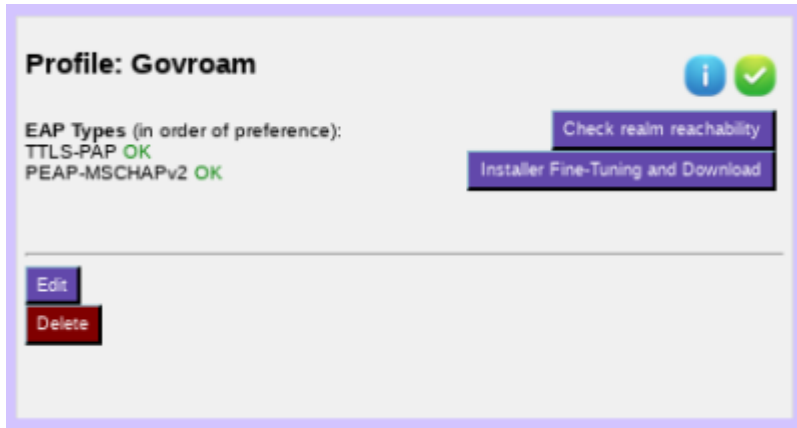 Profile: Govroam
i
EAP Types (in order of preference):
TTLS-PAP OK
PEAP-MSCHAPv2 OK
Check realm reachability
Installer Fine-Tuning and Download
Edit
Delete